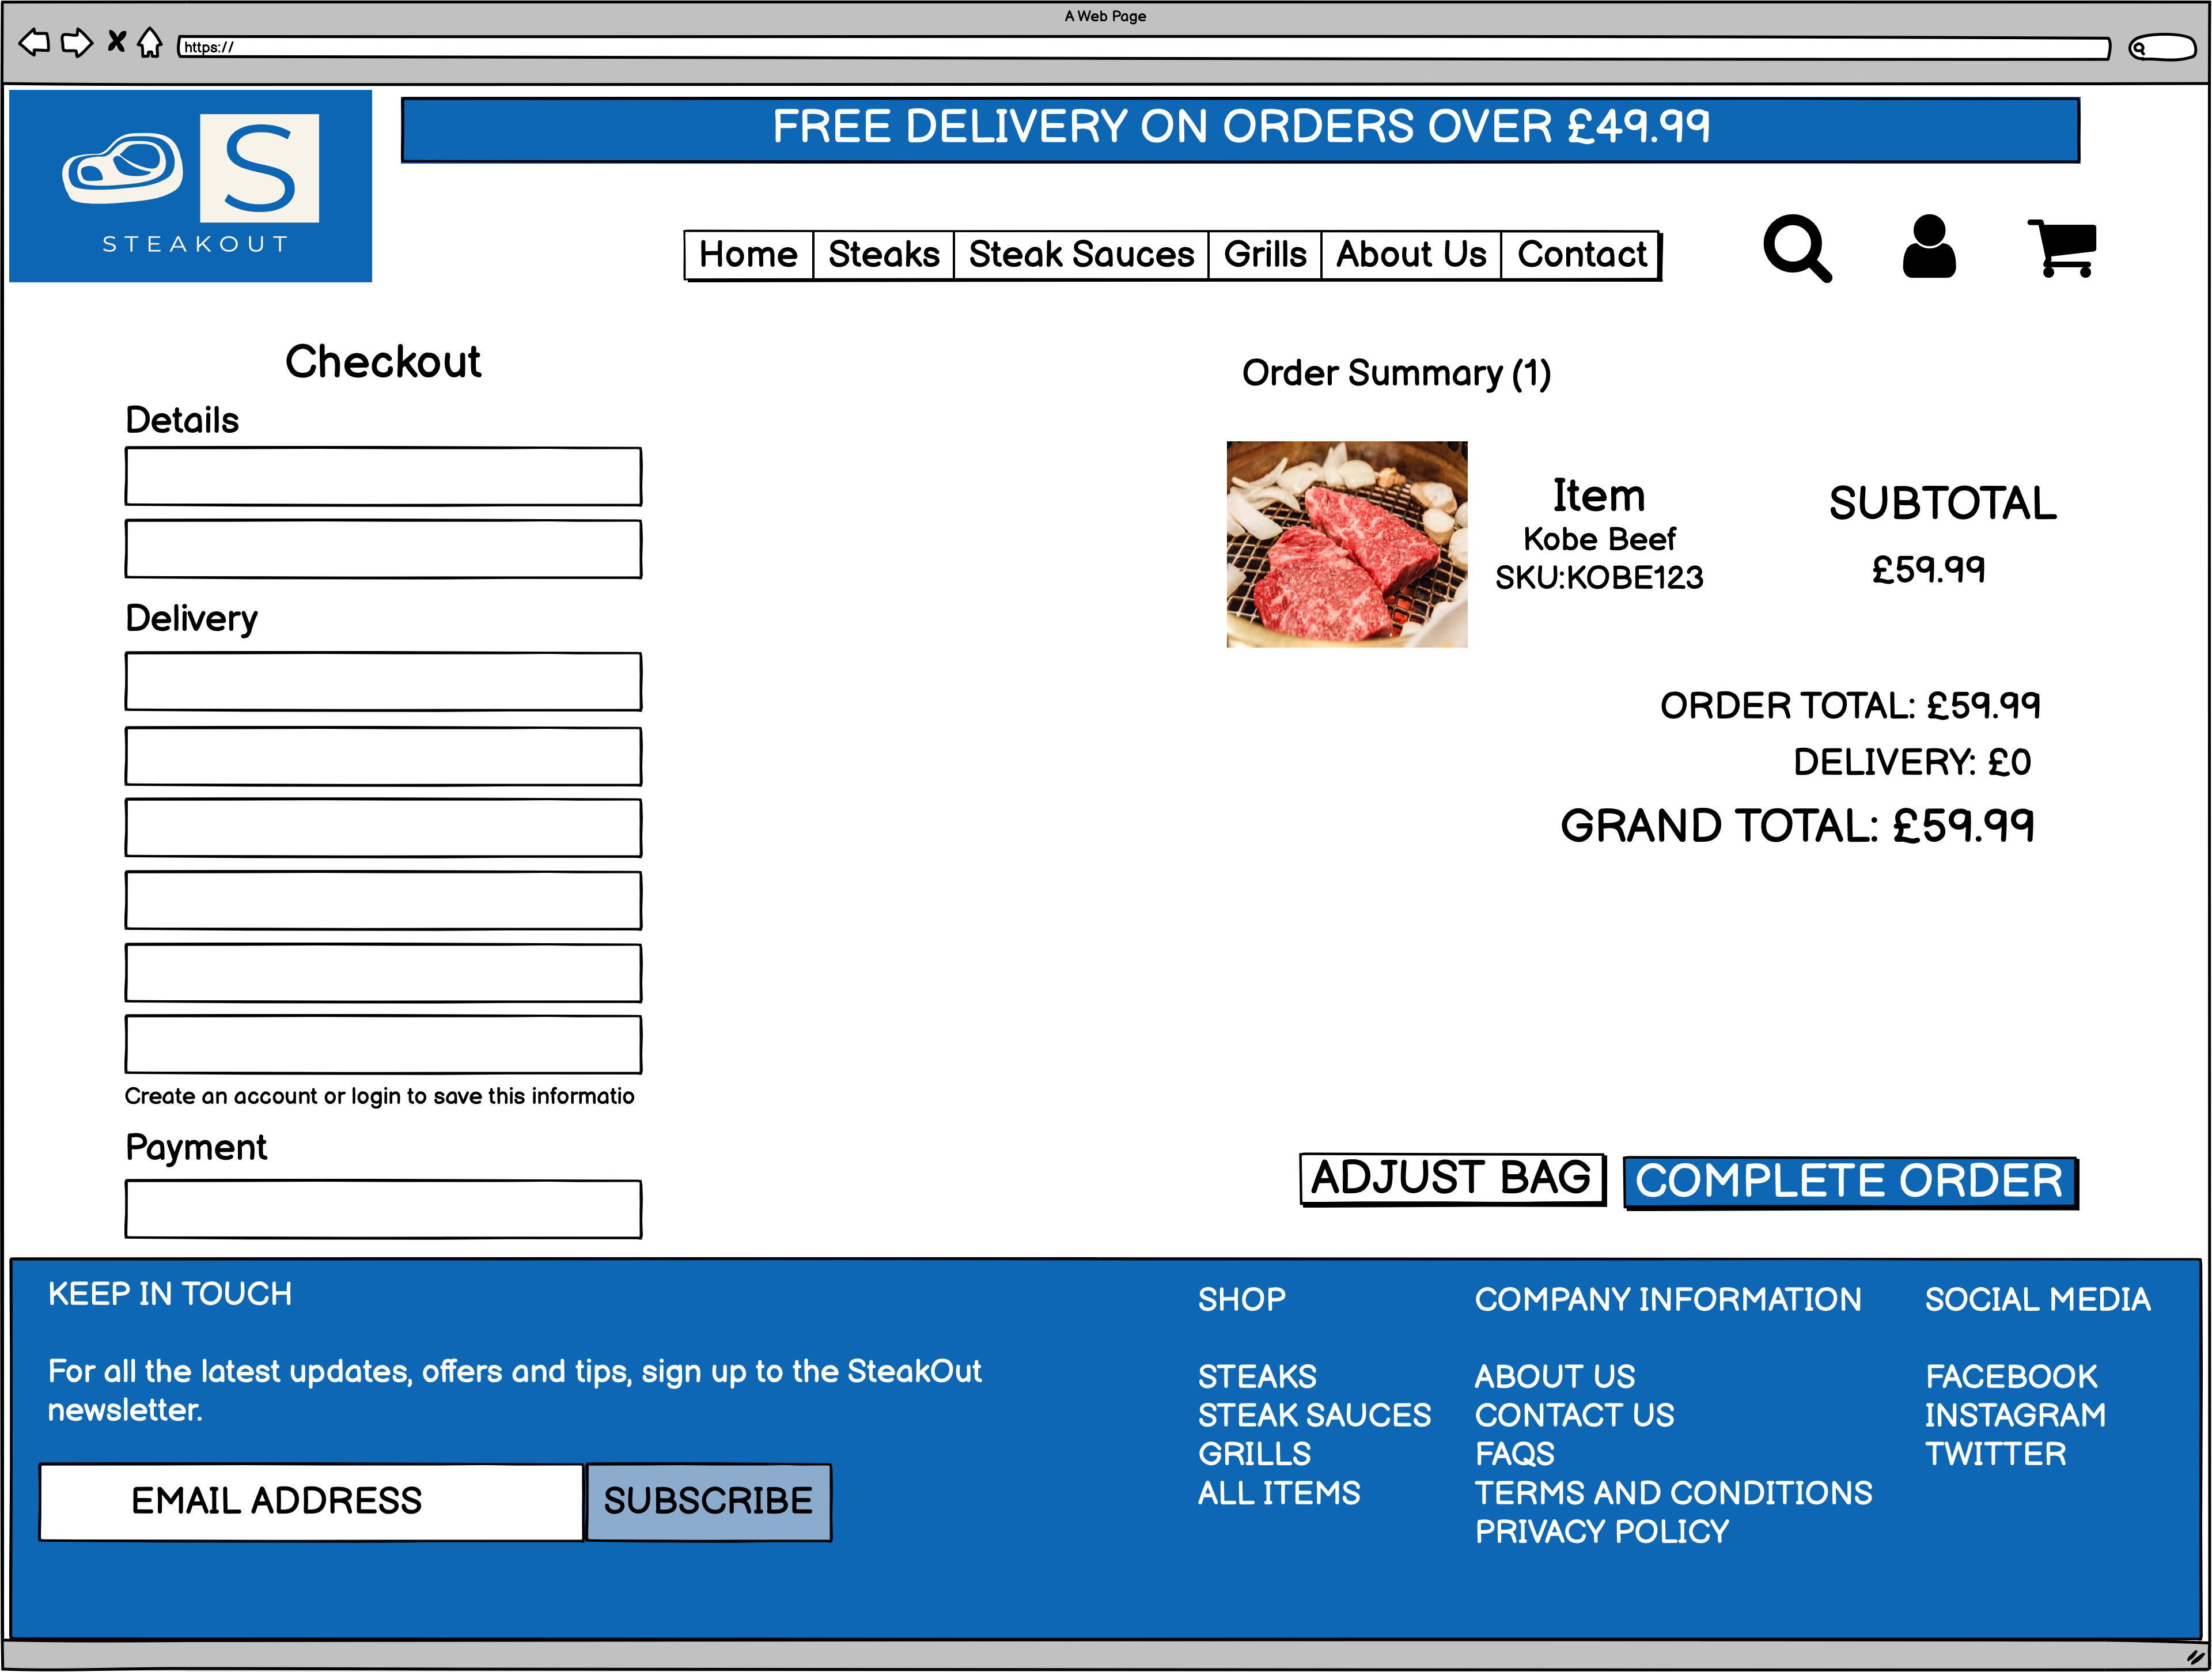 A Web Page
https://
FREE DELIVERY ON ORDERS OVER £49.99
S
STEAKOUT
Home Steaks Steak Sauces Grills About Us Contact
Checkout
Details
Delivery
Create an account or login to save this informatio
Payment
Order Summary (1)
Item
Kobe Beef
SKU:KOBE123
SUBTOTAL
£59.99
ORDER TOTAL: £59.99
DELIVERY: £0
GRAND TOTAL: £59.99
ADJUST BAG
COMPLETE ORDER
KEEP IN TOUCH
For all the latest updates, offers and tips, sign up to the SteakOut
newsletter.
EMAIL ADDRESS
SUBSCRIBE
SHOP
STEAKS
STEAK SAUCES
GRILLS
ALL ITEMS
COMPANY INFORMATION
ABOUT US
CONTACT US
FAQS
TERMS AND CONDITIONS
PRIVACY POLICY
SOCIAL MEDIA
FACEBOOK
INSTAGRAM
TWITTER